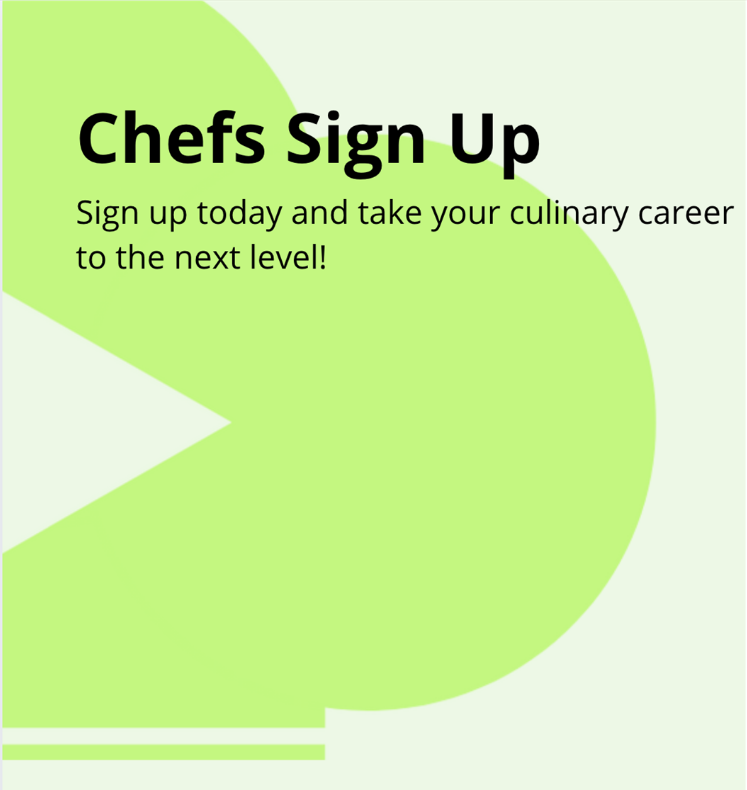 Chefs Sign Up
Sign up today and take your culinary career
to the next level!